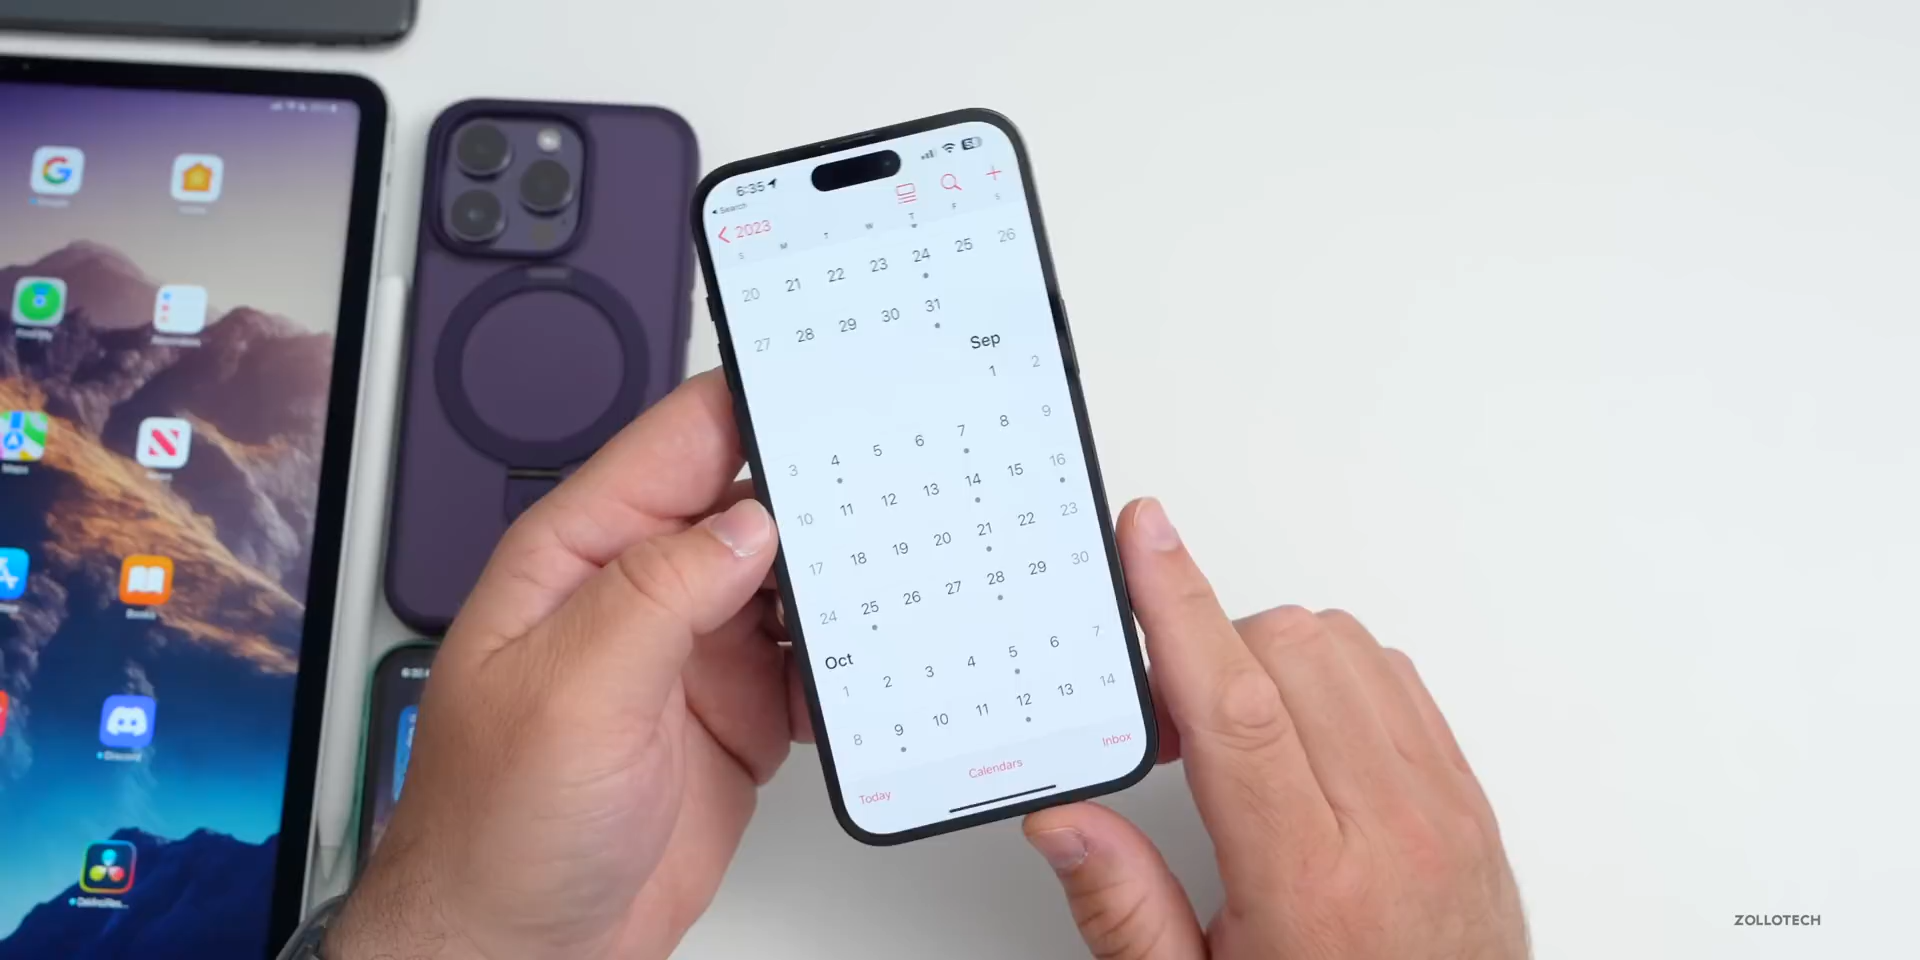 6:35
Search
2023
S M T W T F S
20 21 22 23 24 25 26
27 28 29 30 31
Sep
1 2
3 4 5 6 7 8 9
10 11 12 13 14 15 16
17 18 19 20 21 22 23
24 25 26 27 28 29 30
Oct
1 2 3 4 5 6 7
8 9 10 11 12 13 14
Today Calendars Inbox
Maps
Books
Discord
ZOLLOTECH